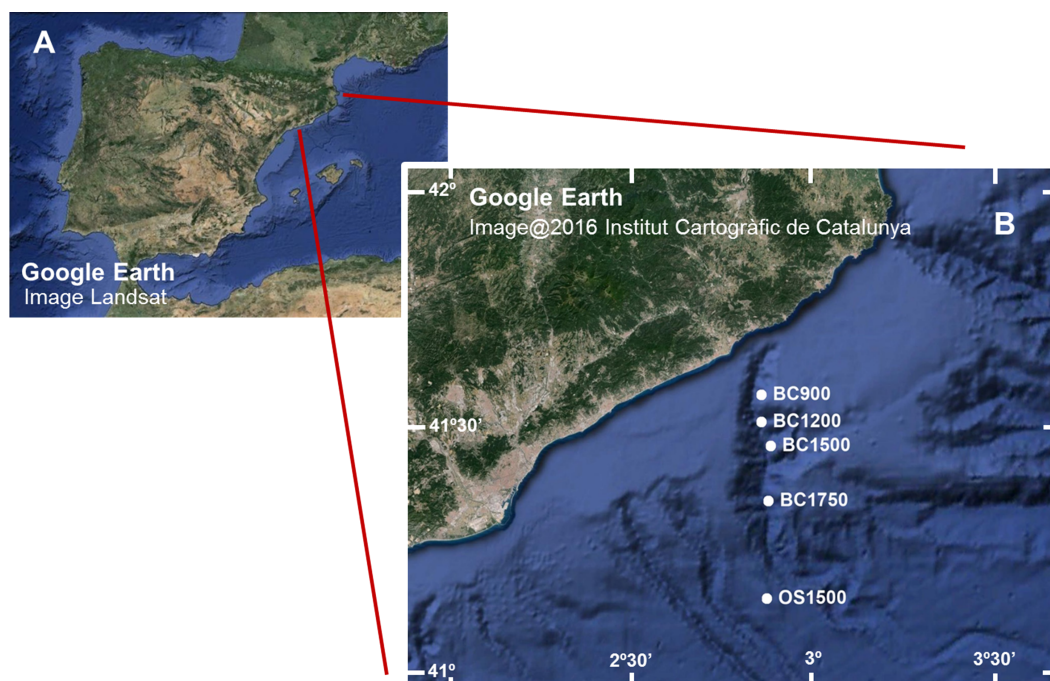 A
Google Earth
Image Landsat
42º
Google Earth
Image@2016 Institut Cartogràfic de Catalunya
B
BC900
BC1200
41º30’
BC1500
BC1750
OS1500
2º30’
3º
3º30’
41º